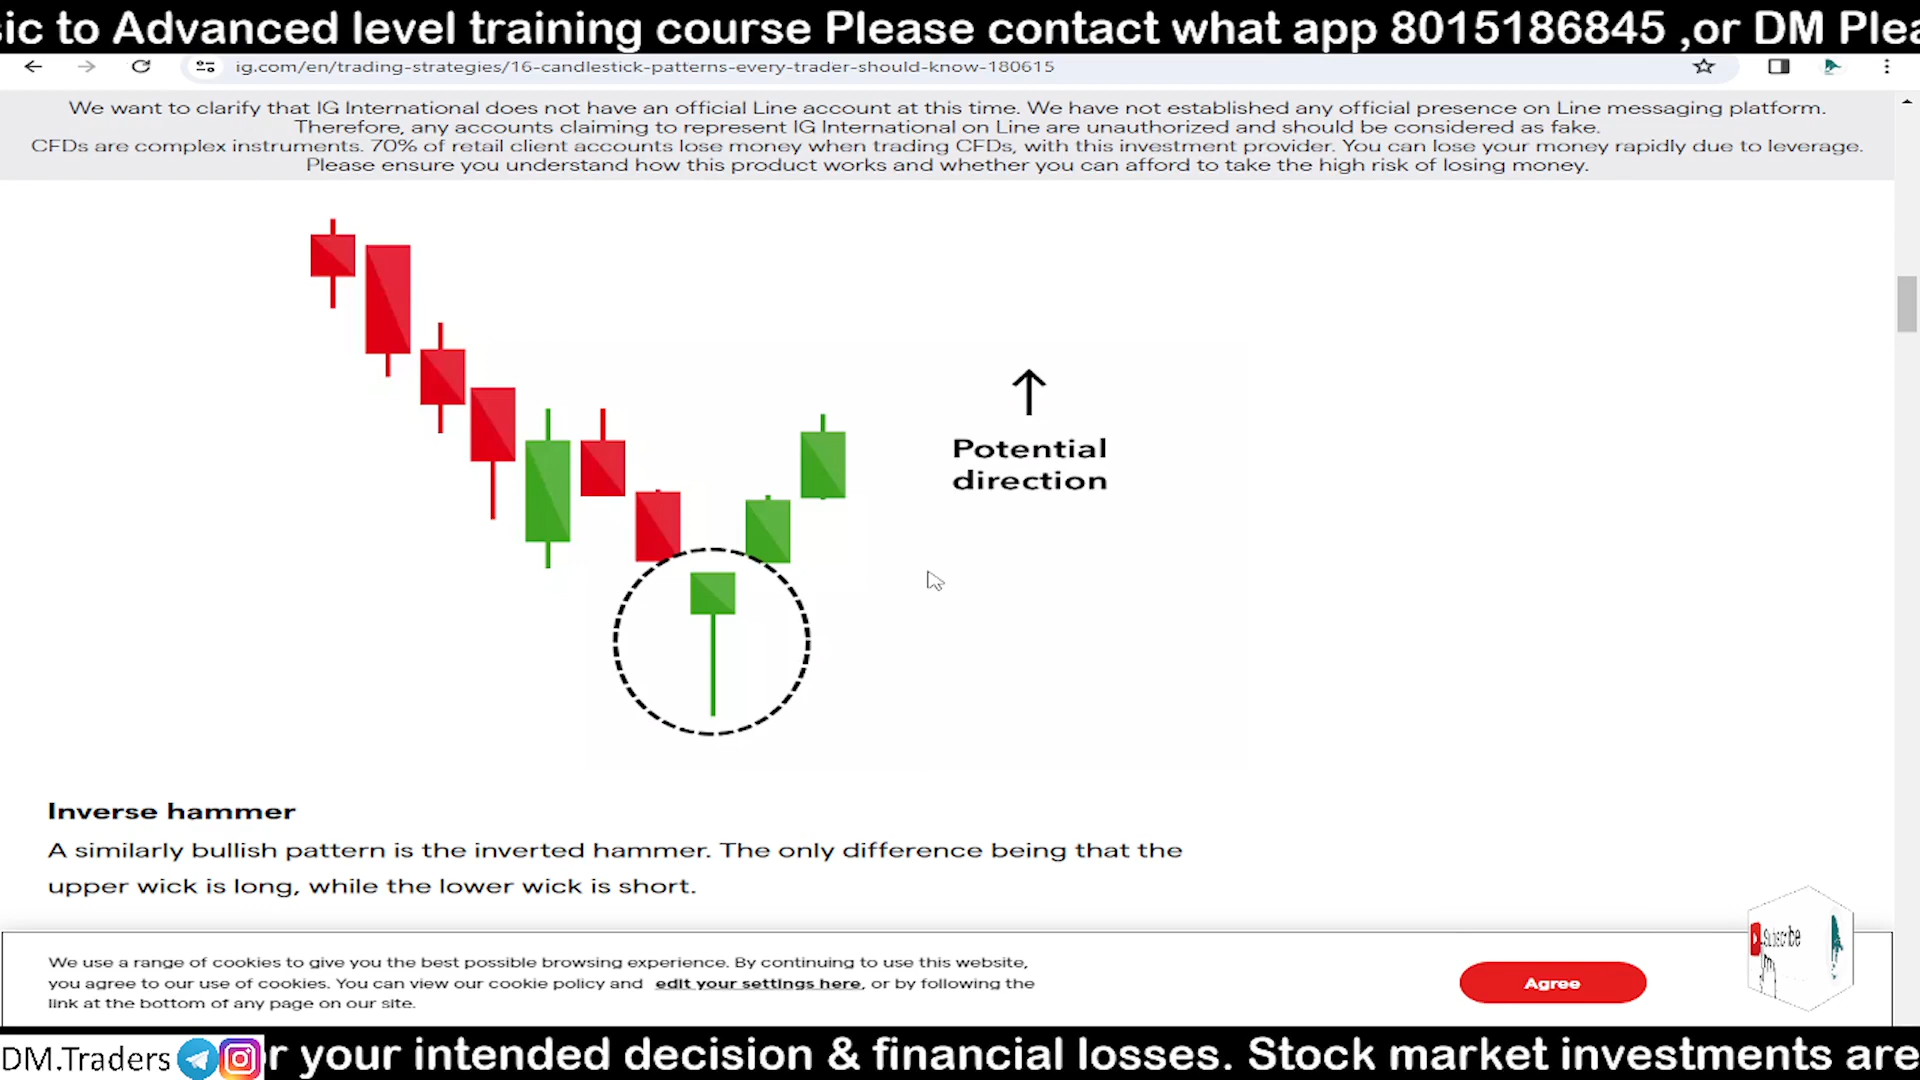 sic to Advanced level training course Please contact what app 8015186845 ,or DM Plea
ig.com/en/trading-strategies/16-candlestick-patterns-every-trader-should-know-180615
We want to clarify that IG International does not have an official Line account at this time. We have not established any official presence on Line messaging platform.
Therefore, any accounts claiming to represent IG International on Line are unauthorized and should be considered as fake.
CFDs are complex instruments. 70% of retail client accounts lose money when trading CFDs, with this investment provider. You can lose your money rapidly due to leverage.
Please ensure you understand how this product works and whether you can afford to take the high risk of losing money.
Potential
direction
Inverse hammer
A similarly bullish pattern is the inverted hammer. The only difference being that the
upper wick is long, while the lower wick is short.
We use a range of cookies to give you the best possible browsing experience. By continuing to use this website,
you agree to our use of cookies. You can view our cookie policy and edit your settings here, or by following the
link at the bottom of any page on our site.
Agree
Subscribe
DM.Traders
r your intended decision & financial losses. Stock market investments are